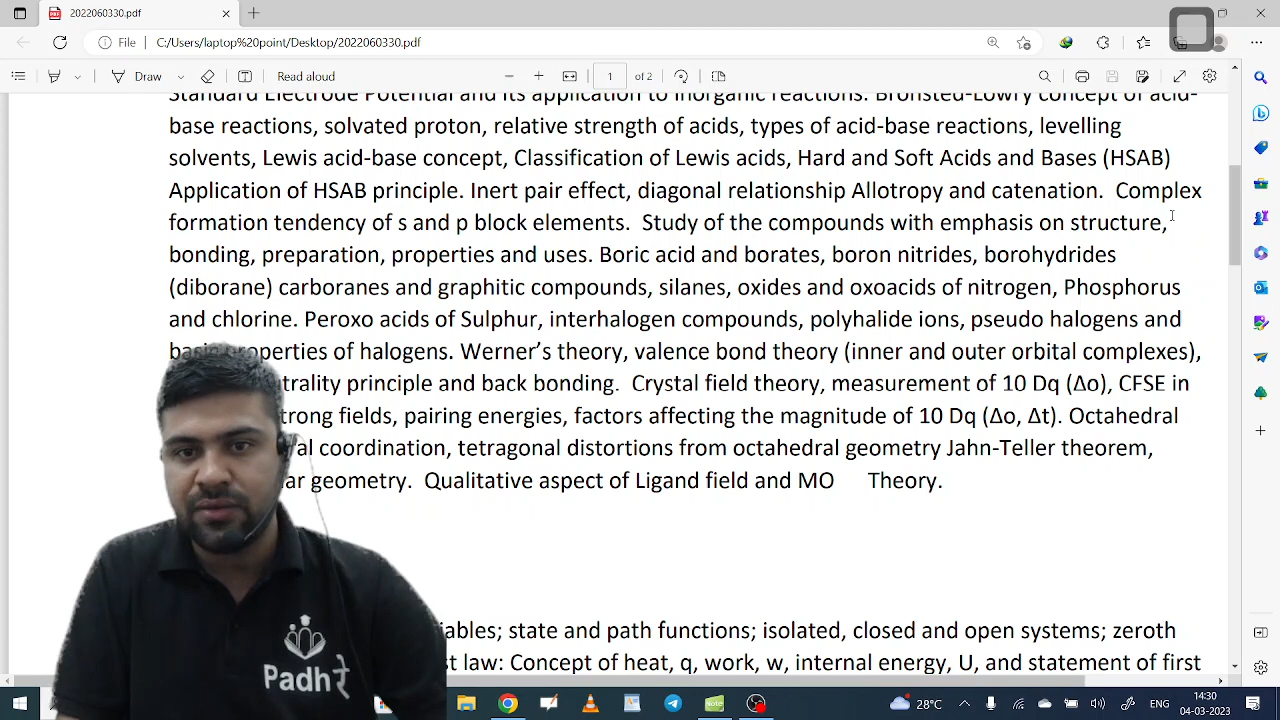 2022060330.pdf
File C:/Users/laptop%20point/Desktop/2022060330.pdf
Draw Read aloud 1 of 2
Standard Electrode Potential and its application to inorganic reactions. Bronsted-Lowry concept of acid-
base reactions, solvated proton, relative strength of acids, types of acid-base reactions, levelling
solvents, Lewis acid-base concept, Classification of Lewis acids, Hard and Soft Acids and Bases (HSAB)
Application of HSAB principle. Inert pair effect, diagonal relationship Allotropy and catenation. Complex
formation tendency of s and p block elements. Study of the compounds with emphasis on structure,
bonding, preparation, properties and uses. Boric acid and borates, boron nitrides, borohydrides
(diborane) carboranes and graphitic compounds, silanes, oxides and oxoacids of nitrogen, Phosphorus
and chlorine. Peroxo acids of Sulphur, interhalogen compounds, polyhalide ions, pseudo halogens and
properties of halogens. Werner's theory, valence bond theory (inner and outer orbital complexes),
trality principle and back bonding. Crystal field theory, measurement of 10 Dq (Δo), CFSE in
trong fields, pairing energies, factors affecting the magnitude of 10 Dq (Δo, Δt). Octahedral
al coordination, tetragonal distortions from octahedral geometry Jahn-Teller theorem,
ar geometry. Qualitative aspect of Ligand field and MO Theory.
iables; state and path functions; isolated, closed and open systems; zeroth
st law: Concept of heat, q, work, w, internal energy, U, and statement of first
Padhरे
Note
28°C
14:30
04-03-2023